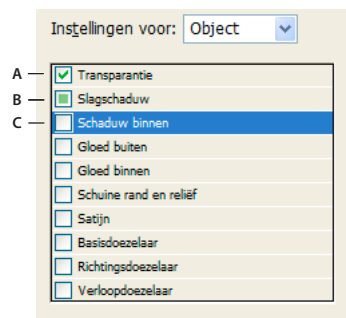 Instellingen voor: Object
A — Transparantie
B — Slagschaduw
C — Schaduw binnen
Gloed buiten
Gloed binnen
Schuine rand en reliëf
Satijn
Basisdoezelaar
Richtingsdoezelaar
Verloopdoezelaar